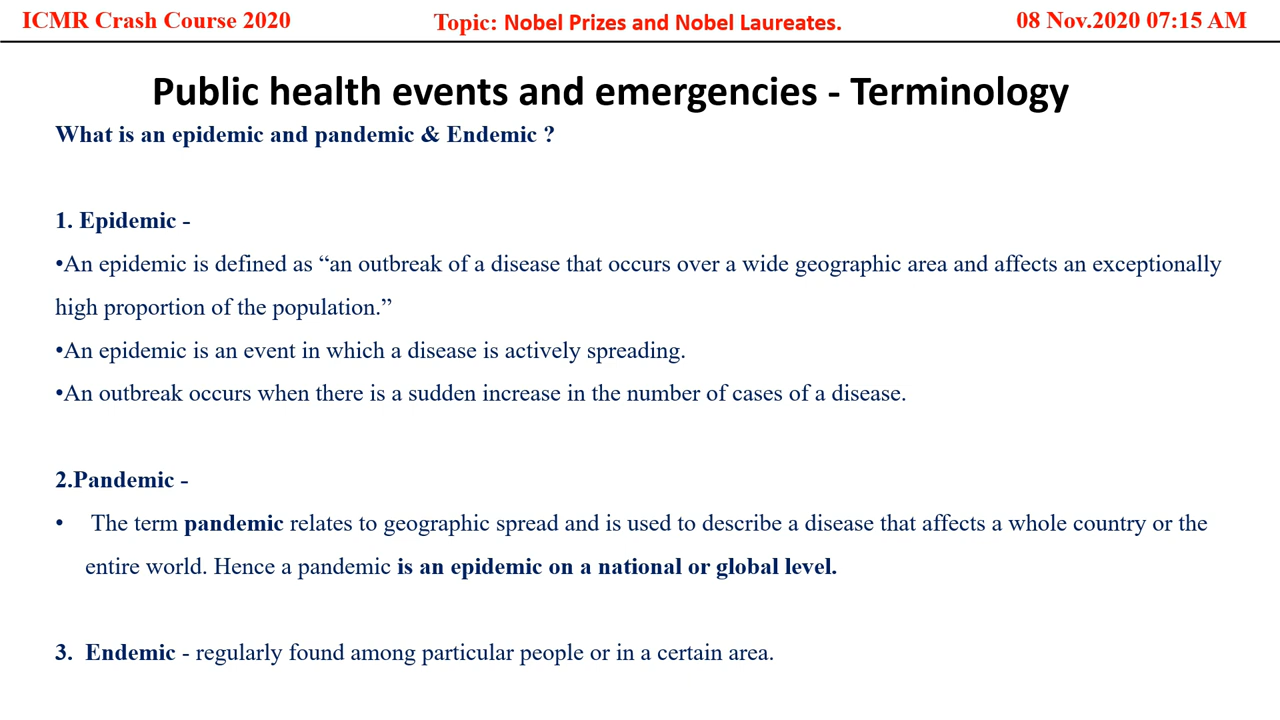 ICMR Crash Course 2020 Topic: Nobel Prizes and Nobel Laureates. 08 Nov.2020 07:15 AM
Public health events and emergencies - Terminology
What is an epidemic and pandemic & Endemic ?
1. Epidemic -
•An epidemic is defined as “an outbreak of a disease that occurs over a wide geographic area and affects an exceptionally
high proportion of the population.”
•An epidemic is an event in which a disease is actively spreading.
•An outbreak occurs when there is a sudden increase in the number of cases of a disease.
2.Pandemic -
• The term pandemic relates to geographic spread and is used to describe a disease that affects a whole country or the
entire world. Hence a pandemic is an epidemic on a national or global level.
3. Endemic - regularly found among particular people or in a certain area.